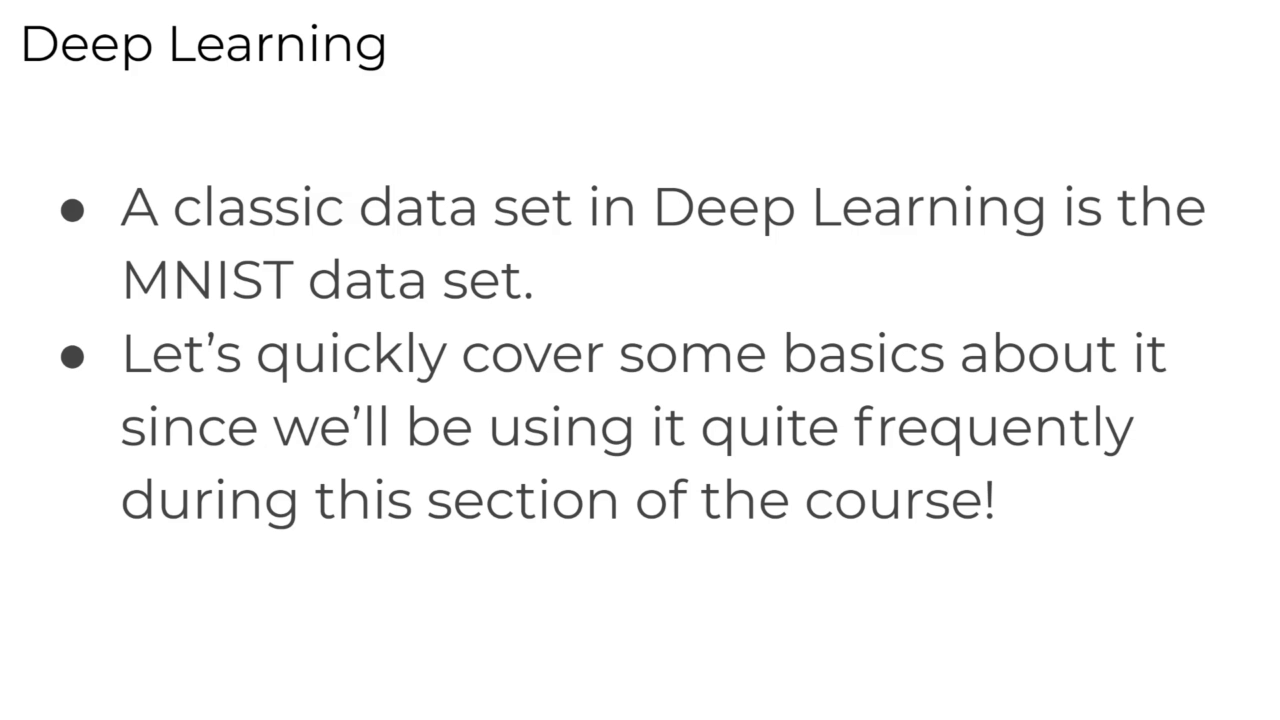 Deep Learning
● A classic data set in Deep Learning is the
MNIST data set.
● Let’s quickly cover some basics about it
since we’ll be using it quite frequently
during this section of the course!